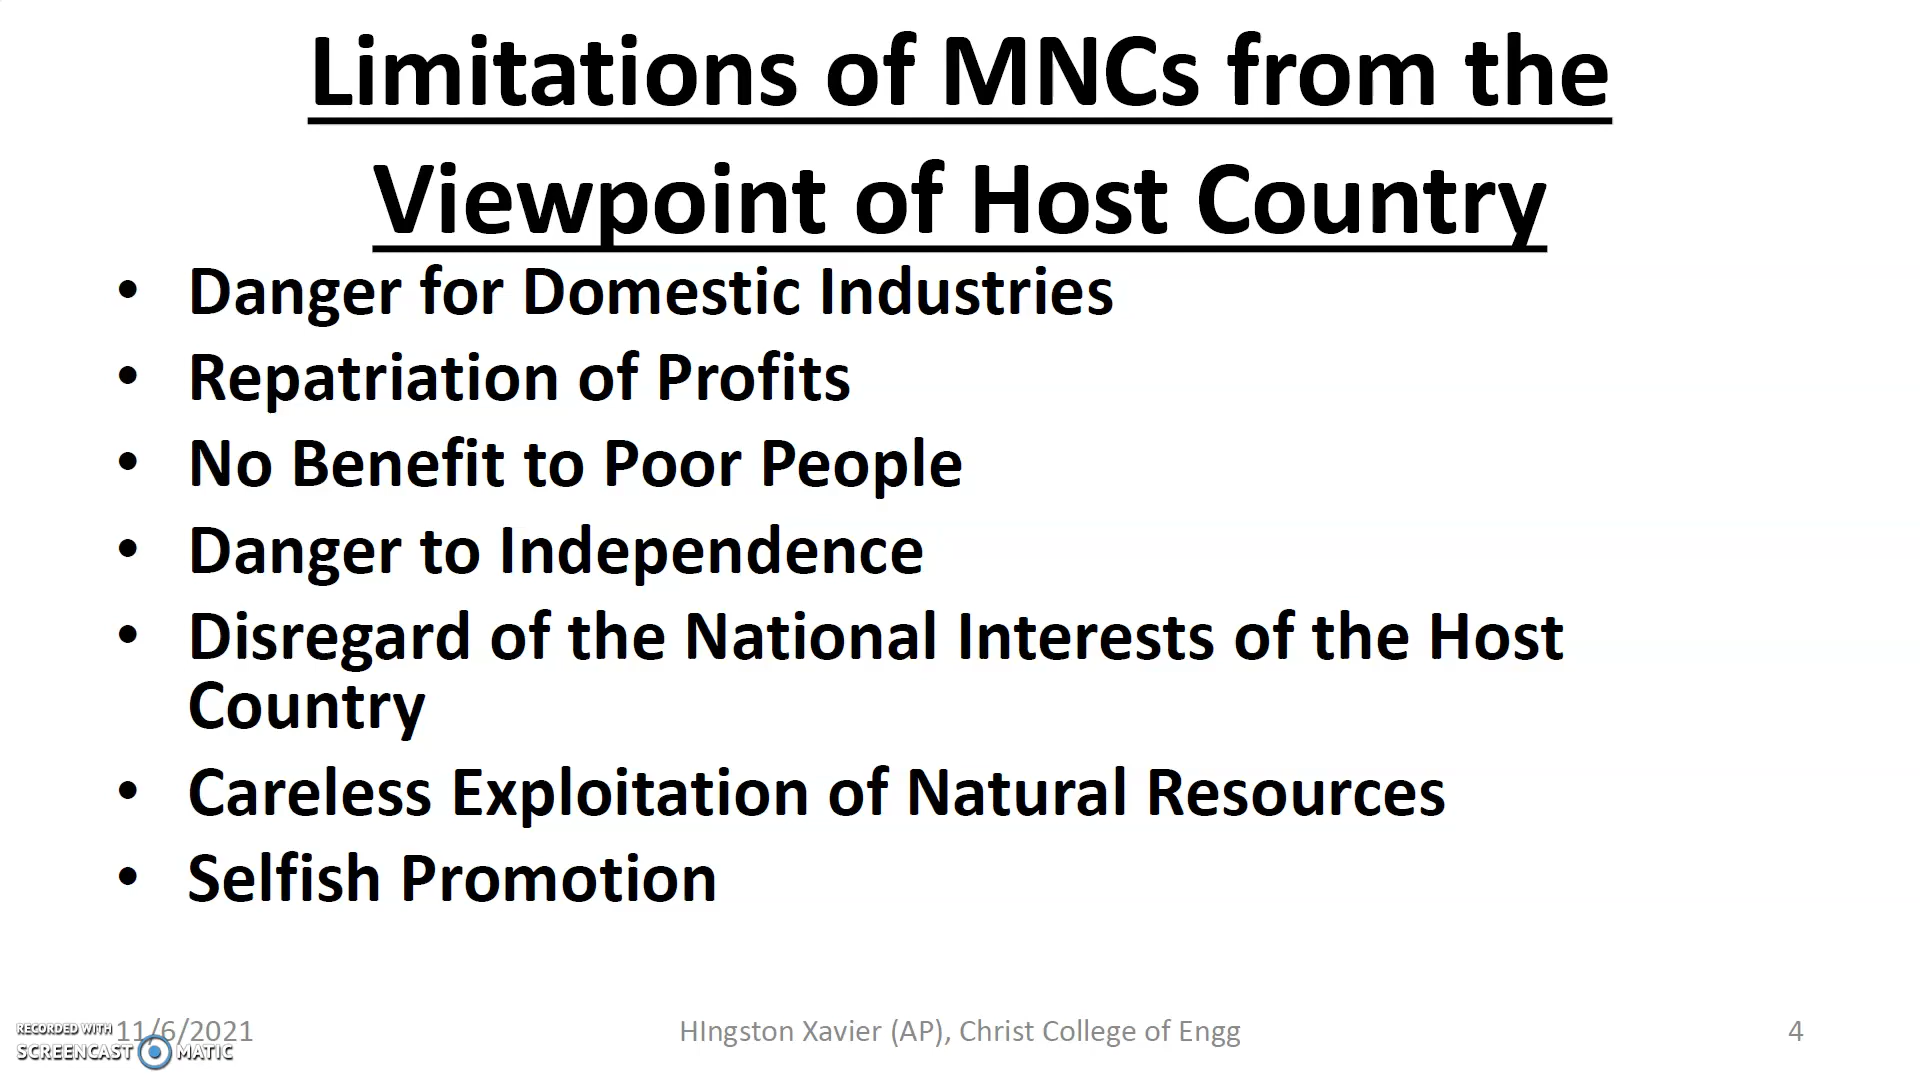 Limitations of MNCs from the
Viewpoint of Host Country
• Danger for Domestic Industries
• Repatriation of Profits
• No Benefit to Poor People
• Danger to Independence
• Disregard of the National Interests of the Host
Country
• Careless Exploitation of Natural Resources
• Selfish Promotion
RECORDED WITH
SCREENCAST MATIC
11/6/2021
HIngston Xavier (AP), Christ College of Engg
4